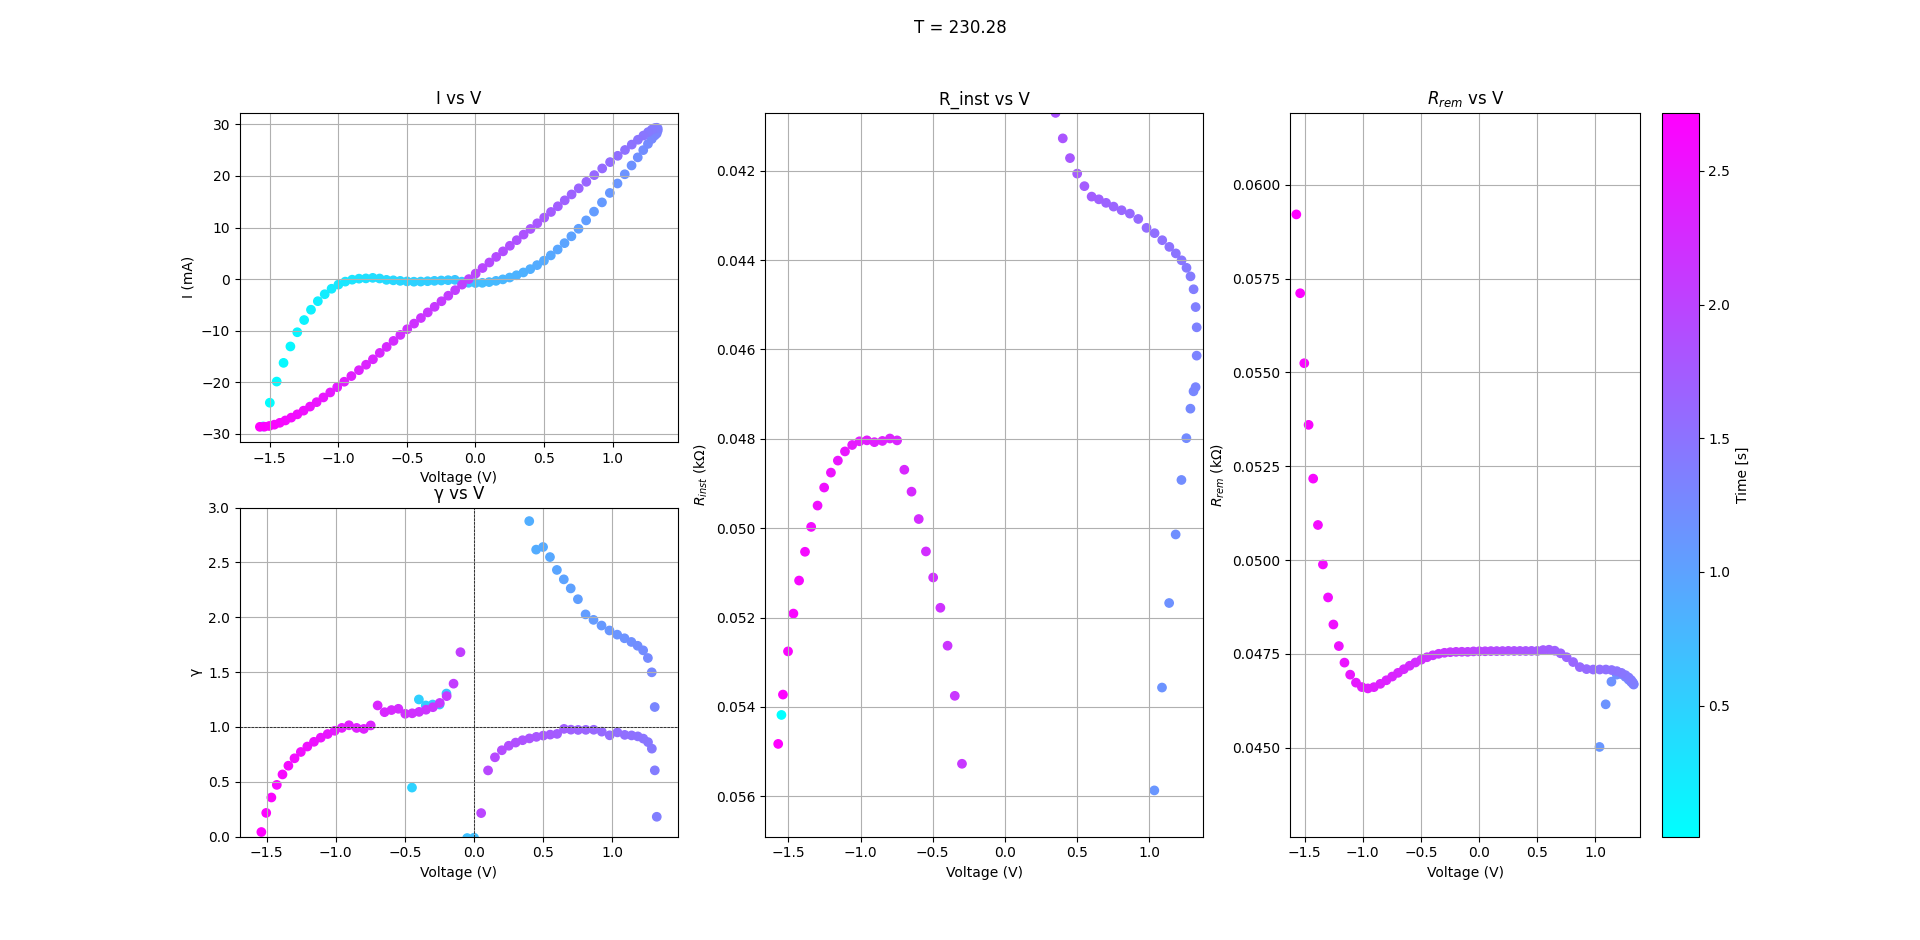 T = 230.28
I vs V
30
20
10
0
−10
−20
−30
I (mA)
−1.5 −1.0 −0.5 0.0 0.5 1.0
Voltage (V)
γ vs V
3.0
2.5
2.0
1.5
1.0
0.5
0.0
γ
−1.5 −1.0 −0.5 0.0 0.5 1.0
Voltage (V)
R_inst vs V
0.042
0.044
0.046
0.048
0.050
0.052
0.054
0.056
R_inst (kΩ)
−1.5 −1.0 −0.5 0.0 0.5 1.0
Voltage (V)
R_rem vs V
0.0600
0.0575
0.0550
0.0525
0.0500
0.0475
0.0450
R_rem (kΩ)
−1.5 −1.0 −0.5 0.0 0.5 1.0
Voltage (V)
2.5
2.0
1.5
1.0
0.5
Time [s]